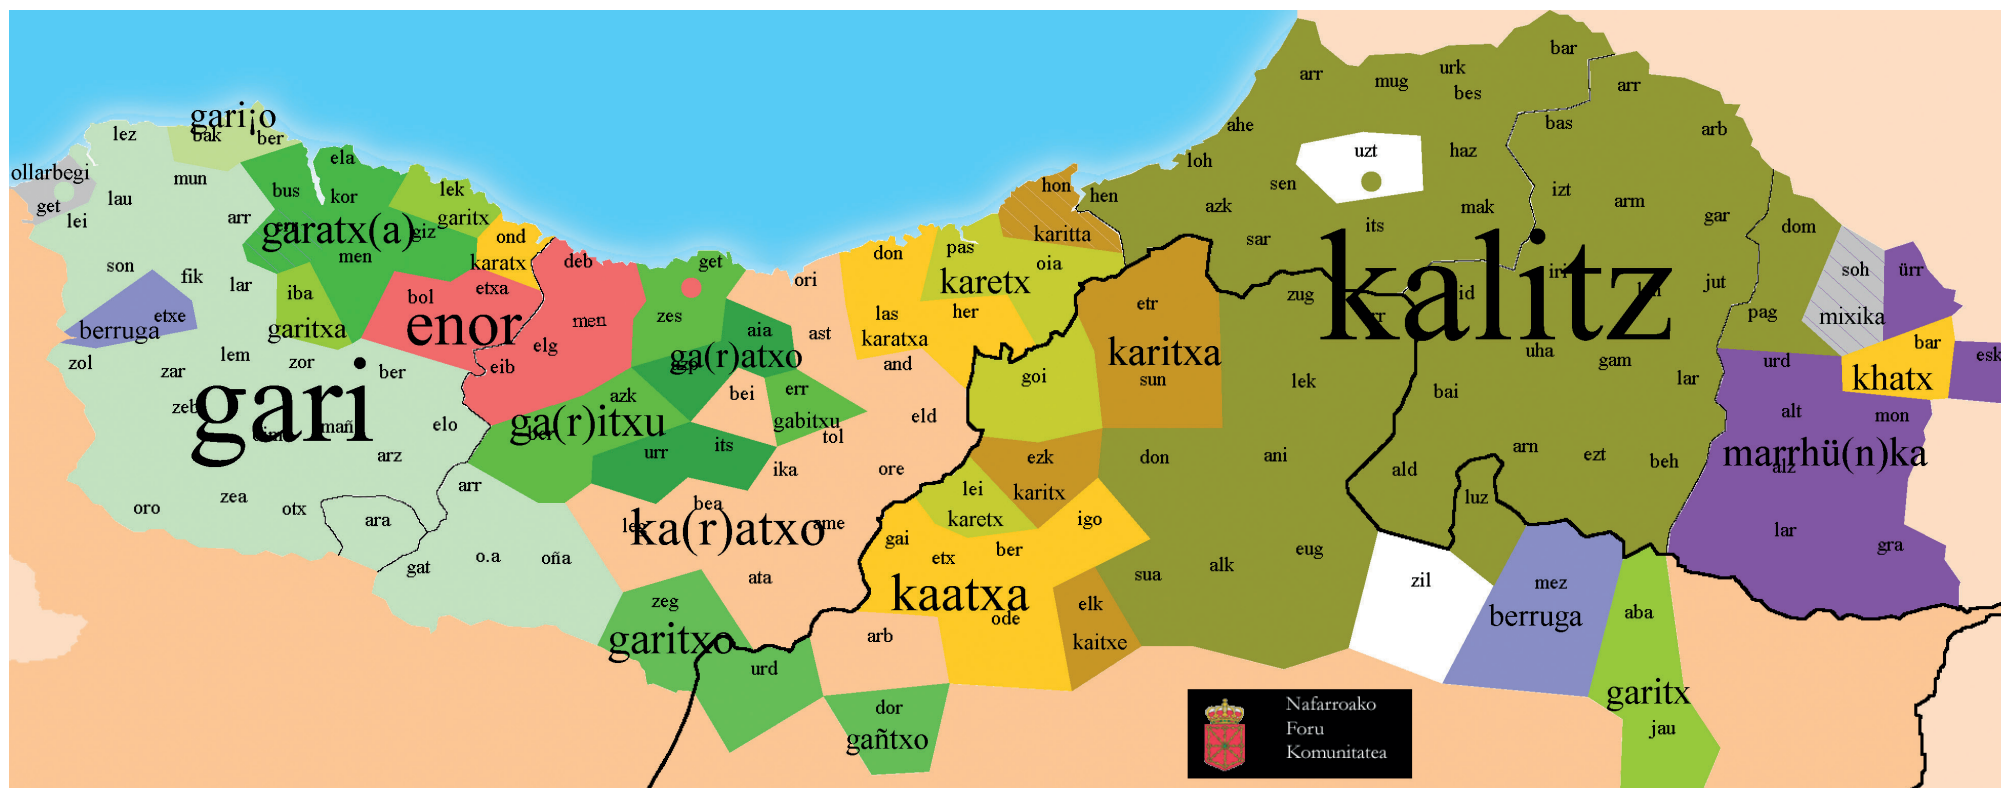 bar
arr
mug
urk
bes
arr
gari¡o
lez
bak
ber
ahe
bas
arb
ollarbegi
mun
ela
loh
uzt
haz
get
lau
lei
bus
kor
lek
garitx
hon
hen
sen
izt
arr
garatx(a)
giz
men
ond
karatx
karitta
azk
mak
arm
gar
its
sar
dom
son
fik
lar
iba
garitxa
etxe
berruga
bol
etxa
enor
deb
get
ori
don
pas
karetx
oia
etr
zug
kalitz
id
jut
soh
mixika
ürr
pag
men
zes
aia
ast
las
karatxa
her
karitxa
elg
eib
ga(r)atxo
and
goi
sun
lek
uha
gam
lar
bai
urd
bar
khatx
esk
zol
zar
lem
zor
ber
gari
zeb
mañ
elo
arz
azk
ga(r)itxu
bei
err
gabitxu
tol
eld
alt
mon
marrhü(n)ka
alz
urr
its
ika
ore
ezk
karitx
don
ani
ald
arn
ezt
beh
luz
oro
zea
otx
ara
arr
bea
ka(r)atxo
ame
lei
karetx
igo
lar
gra
gat
o.a
oña
ata
gai
etx
ber
kaatxa
ode
sua
alk
eug
zil
mez
berruga
aba
zeg
garitxo
urd
arb
elk
kaitxe
dor
gañtxo
garitx
jau
Nafarroako
Foru
Komunitatea